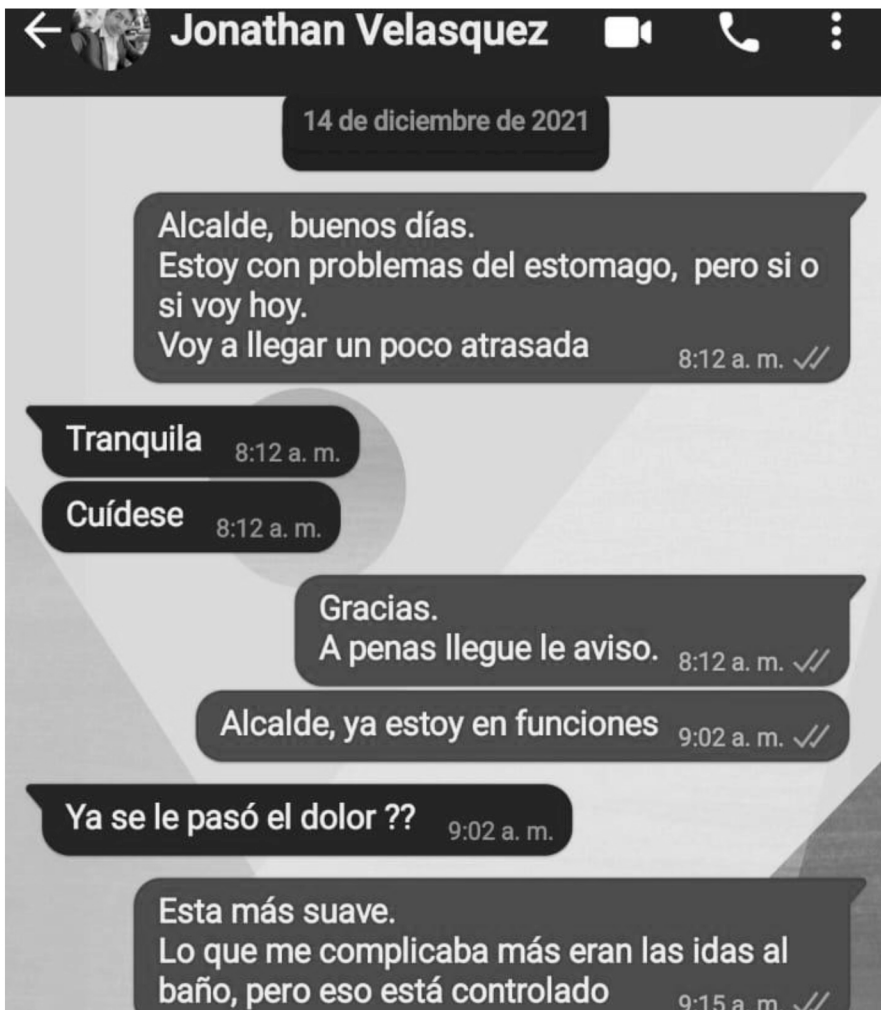 Jonathan Velasquez
14 de diciembre de 2021
Alcalde, buenos días.
Estoy con problemas del estomago, pero si o
si voy hoy.
Voy a llegar un poco atrasada 8:12 a. m.
Tranquila 8:12 a. m.
Cuídese 8:12 a. m.
Gracias.
A penas llegue le aviso. 8:12 a. m.
Alcalde, ya estoy en funciones 9:02 a. m.
Ya se le pasó el dolor ?? 9:02 a. m.
Esta más suave.
Lo que me complicaba más eran las idas al
baño, pero eso está controlado 9:15 a. m.